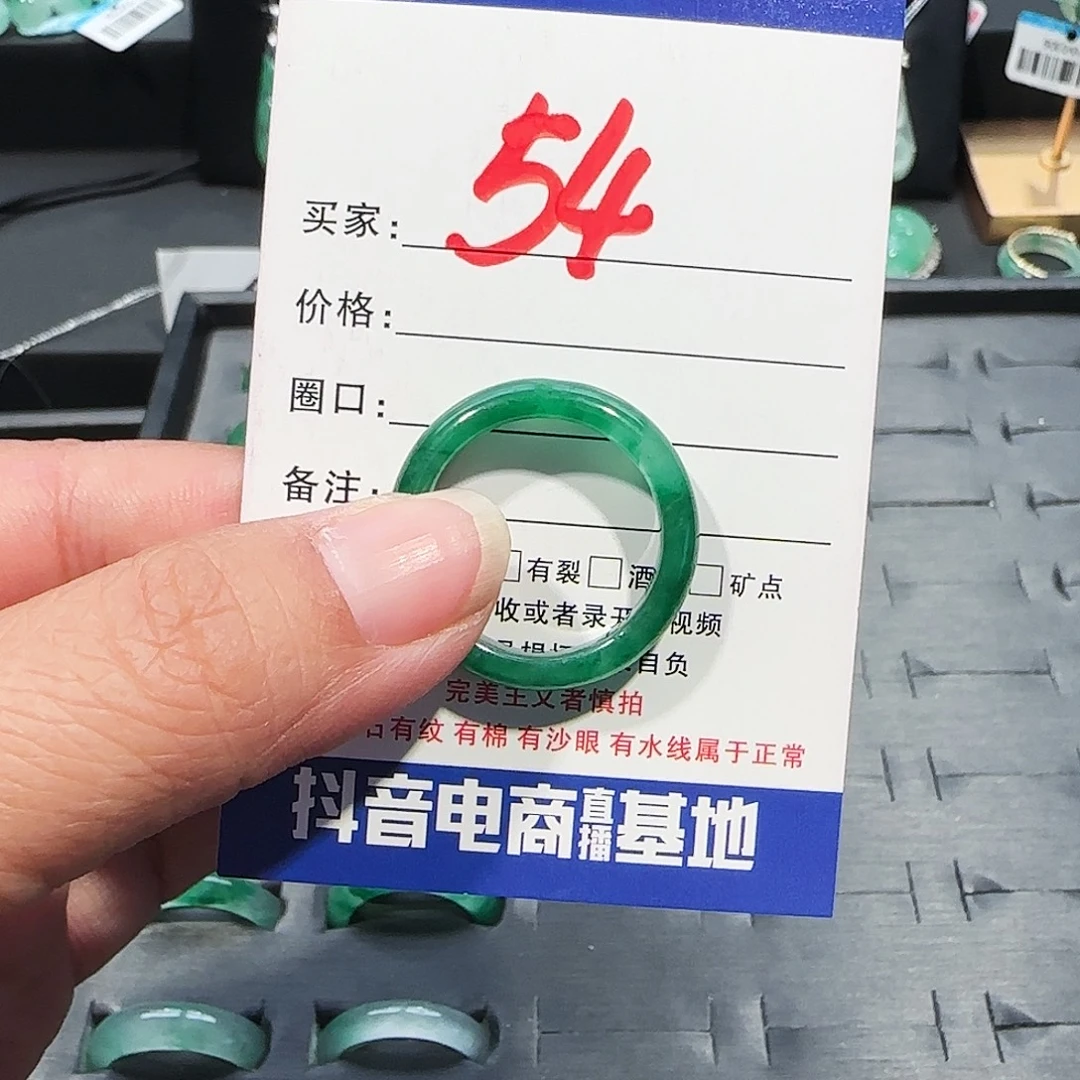 买家: 54
价格:
圈口:
备注:
有裂 酒 矿点
收或者录开 视频
自负
完美主义者慎拍
有纹 有棉 有沙眼 有水线属于正常
抖音电商直播基地